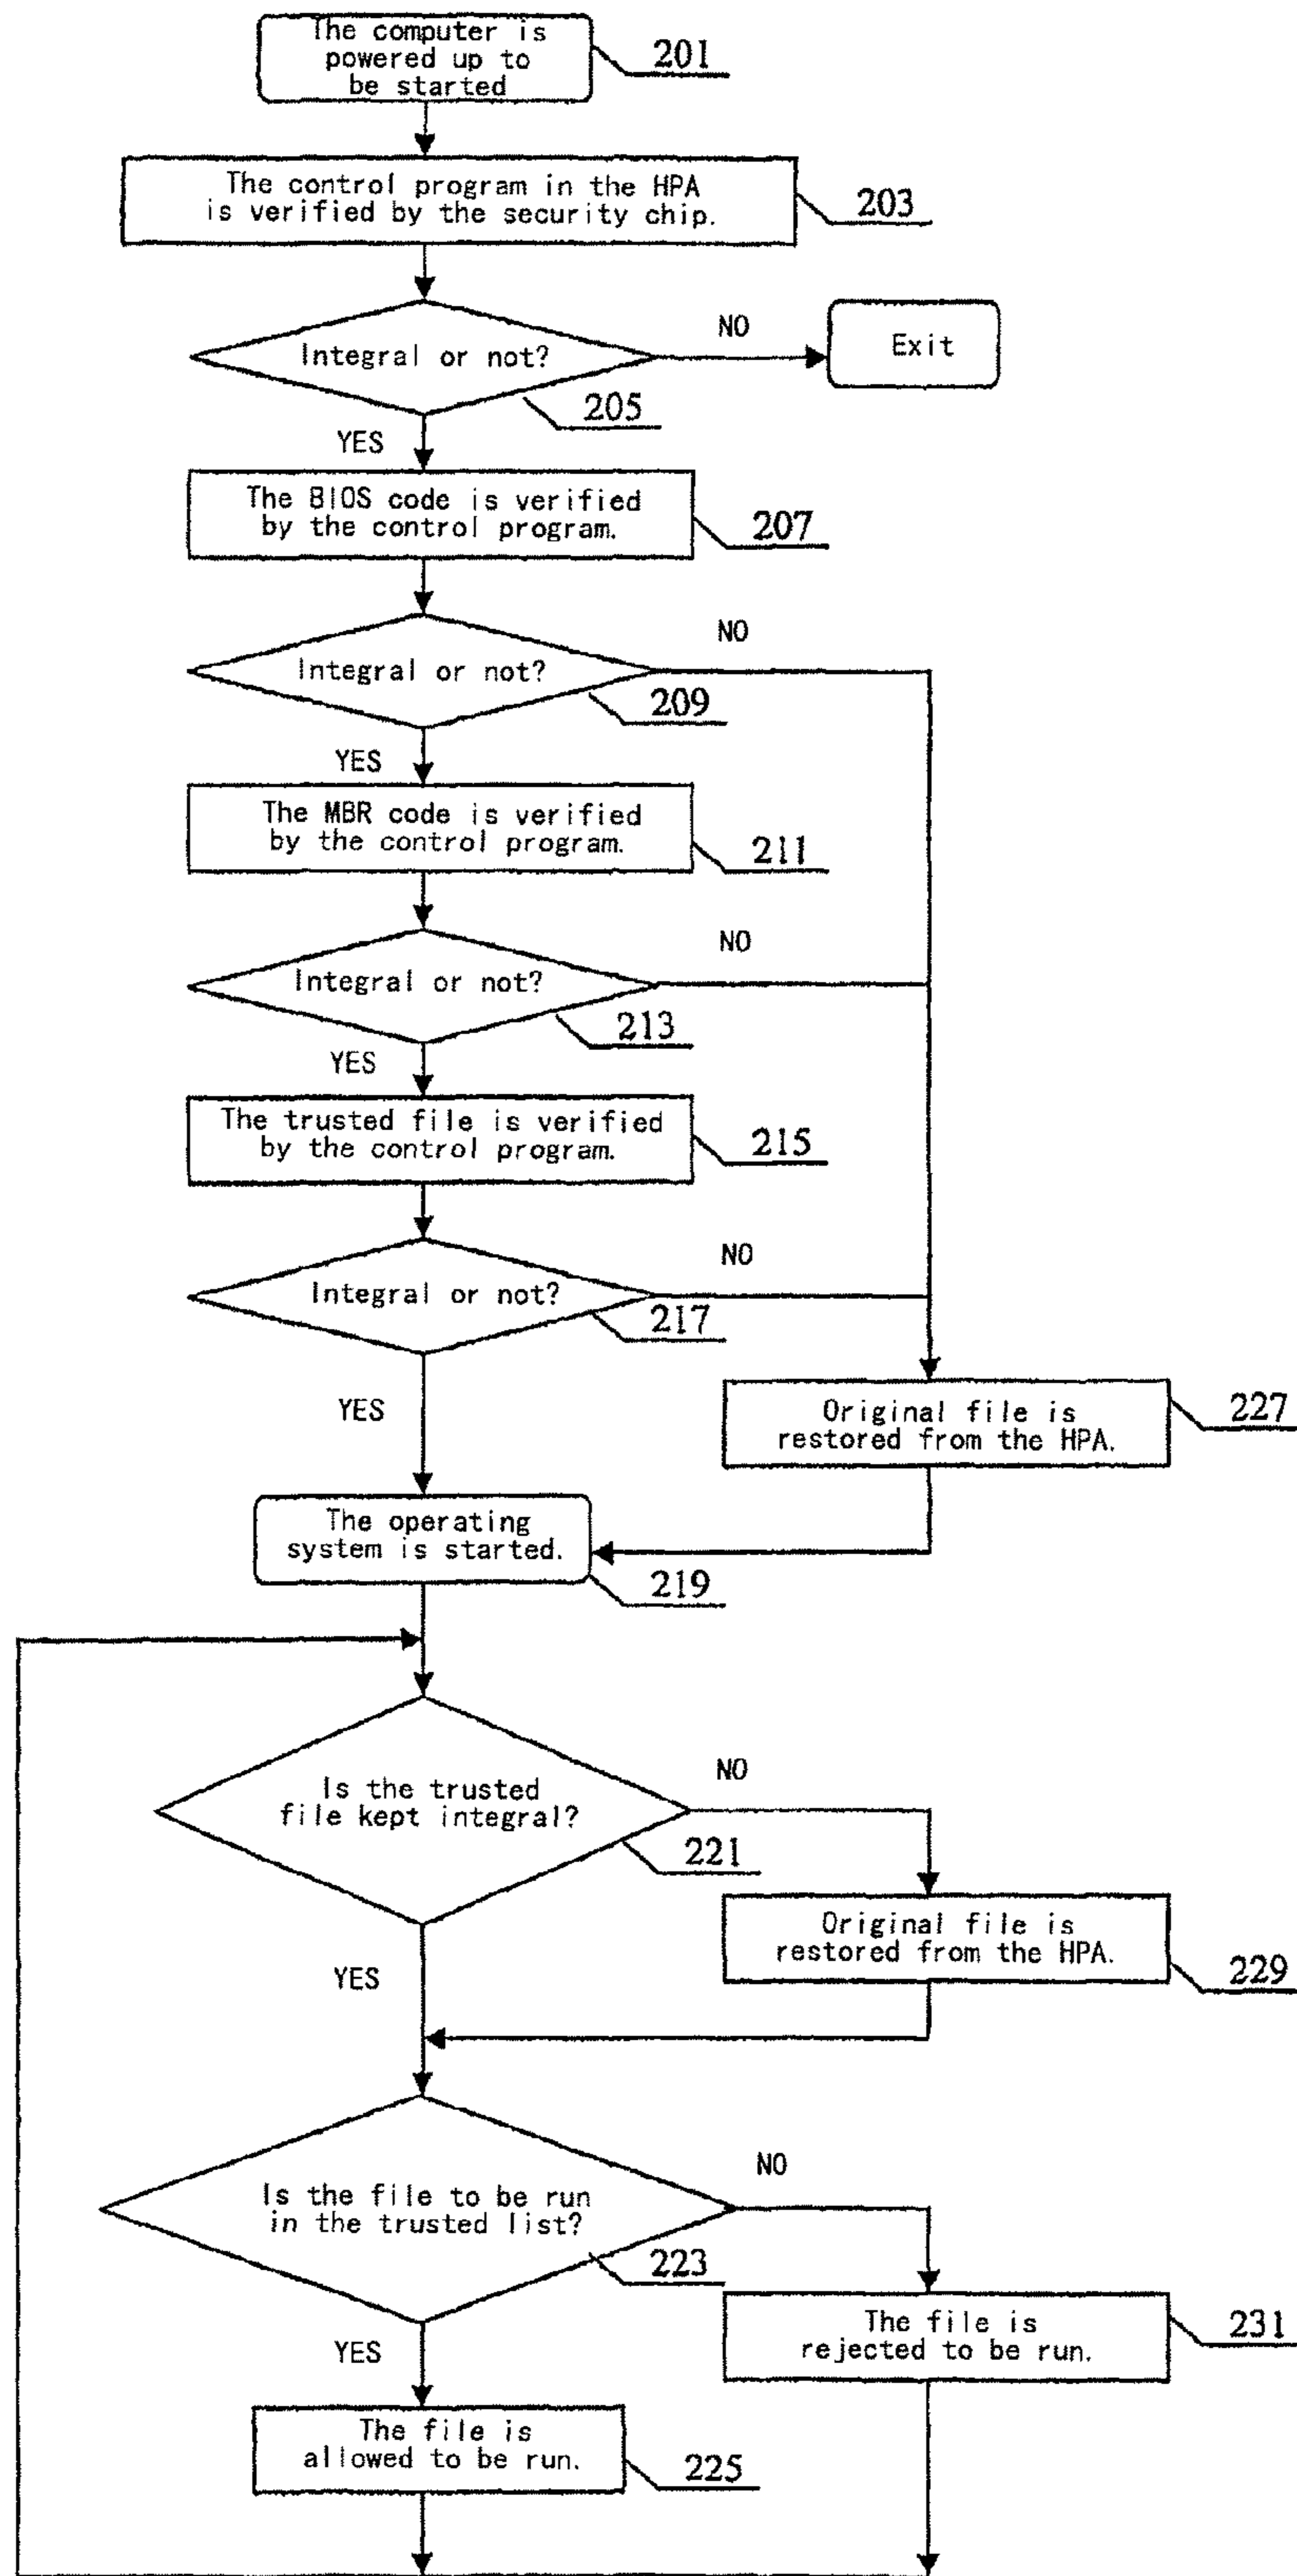 The computer is
powered up to
be started
201
The control program in the HPA
is verified by the security chip.
203
Integral or not?
NO
Exit
205
YES
The BIOS code is verified
by the control program.
207
Integral or not?
NO
209
YES
The MBR code is verified
by the control program.
211
Integral or not?
NO
213
YES
The trusted file is verified
by the control program.
215
Integral or not?
NO
217
YES
Original file is
restored from the HPA.
227
The operating
system is started.
219
Is the trusted
file kept integral?
NO
221
YES
Original file is
restored from the HPA.
229
Is the file to be run
in the trusted list?
NO
223
YES
The file is
rejected to be run.
231
The file is
allowed to be run.
225